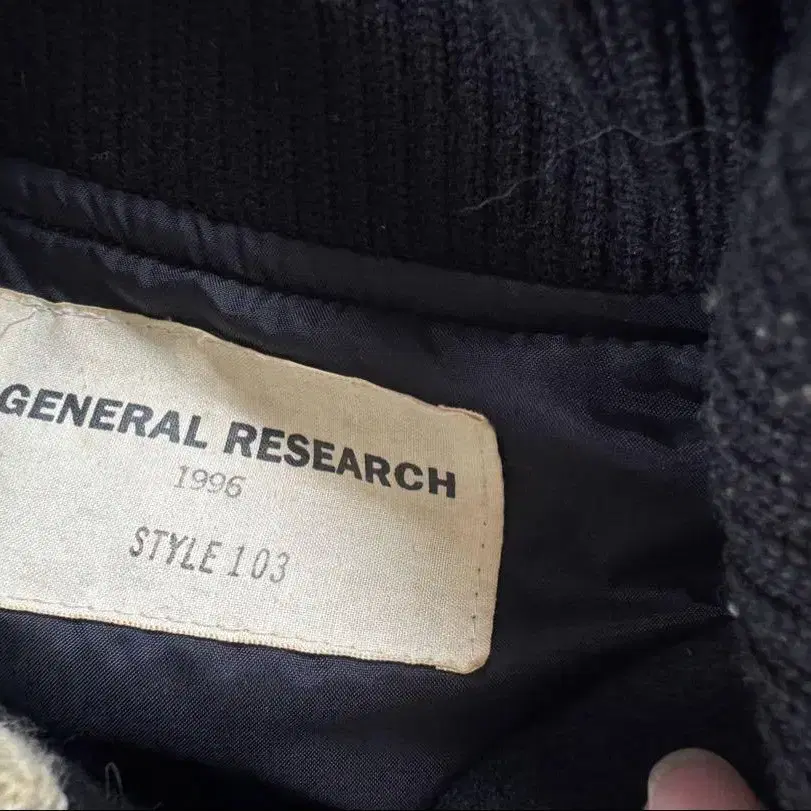 GENERAL RESEARCH
1996
STYLE 103